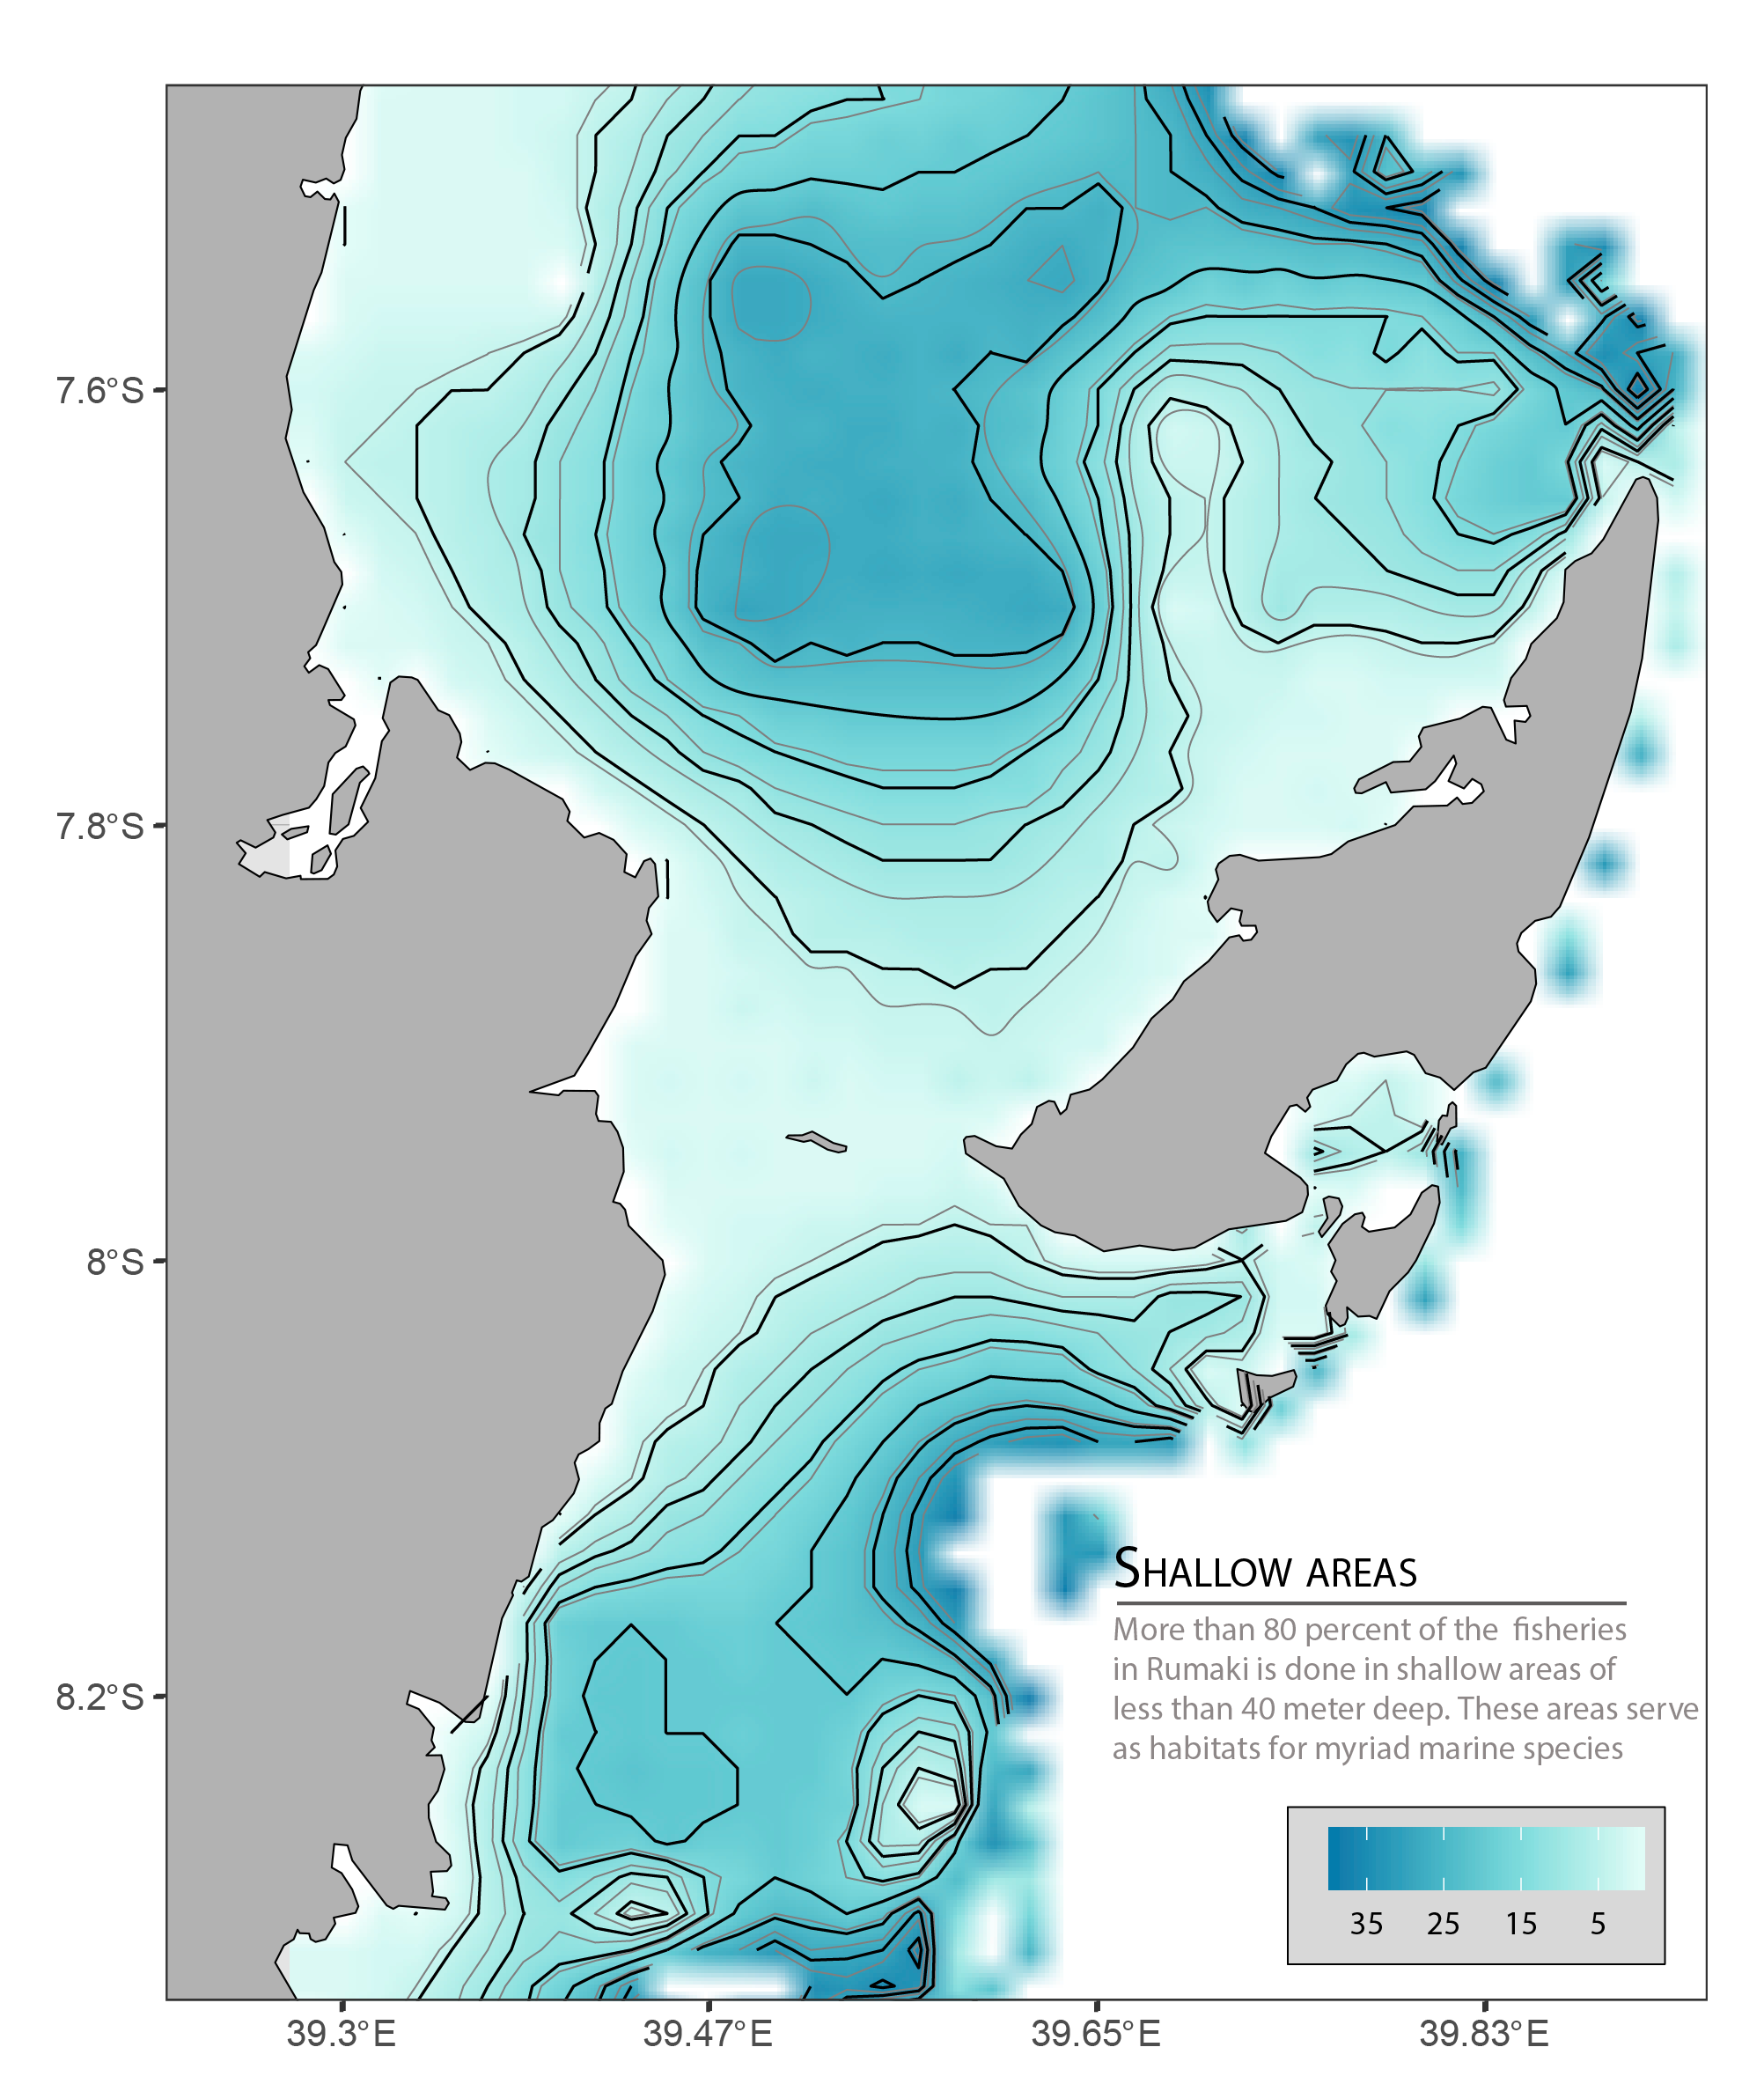 7.6°S
7.8°S
8°S
8.2°S
SHALLOW AREAS
More than 80 percent of the fisheries
in Rumaki is done in shallow areas of
less than 40 meter deep. These areas serve
as habitats for myriad marine species
35 25 15 5
39.3°E 39.47°E 39.65°E 39.83°E